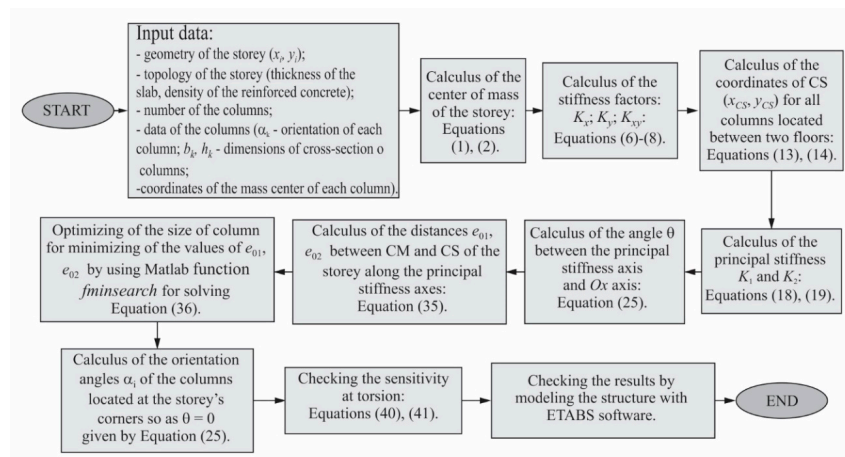 START
Input data:
- geometry of the storey (xᵢ, yᵢ);
- topology of the storey (thickness of the
slab, density of the reinforced concrete);
- number of the columns;
- data of the columns (αₖ - orientation of each
column; bₖ, hₖ - dimensions of cross-section o
columns;
-coordinates of the mass center of each column).
Calculus of the
center of mass
of the storey:
Equations
(1), (2).
Calculus of the
stiffness factors:
Kₓ; Kᵧ; Kₓᵧ:
Equations (6)-(8).
Calculus of the
coordinates of CS
(x_CS, y_CS) for all
columns located
between two floors:
Equations (13), (14).
Calculus of the
principal stiffness
K₁ and K₂:
Equations (18), (19).
Calculus of the angle θ
between the principal
stiffness axis
and Ox axis:
Equation (25).
Calculus of the distances e₀₁,
e₀₂ between CM and CS of the
storey along the principal
stiffness axes:
Equation (35).
Optimizing of the size of column
for minimizing of the values of e₀₁,
e₀₂ by using Matlab function
fminsearch for solving
Equation (36).
Calculus of the orientation
angles αᵢ of the columns
located at the storey's
corners so as θ = 0
given by Equation (25).
Checking the sensitivity
at torsion:
Equations (40), (41).
Checking the results by
modeling the structure with
ETABS software.
END